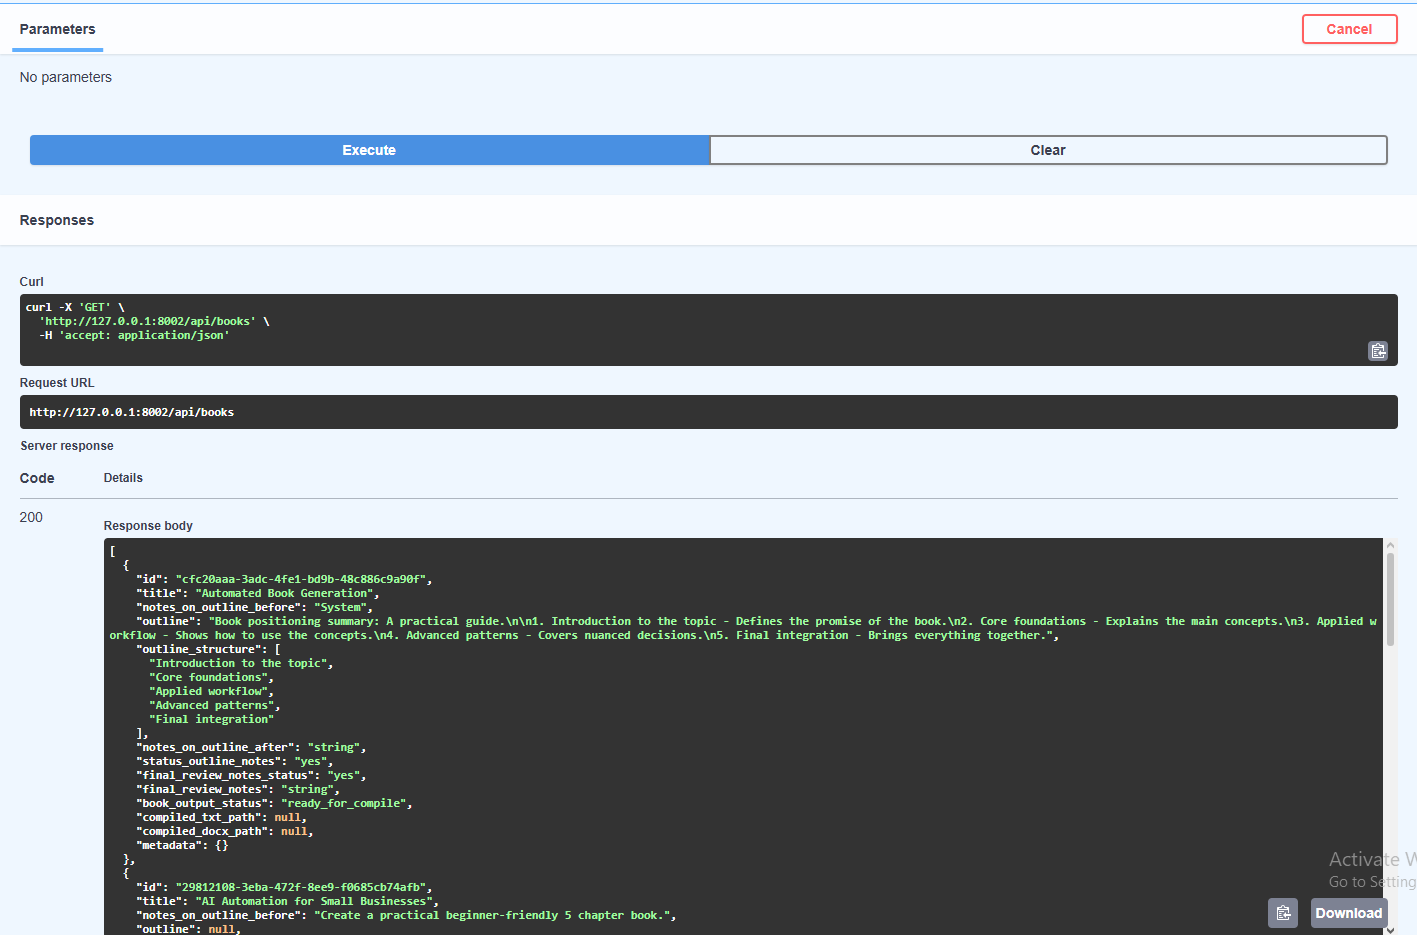 Parameters
Cancel
No parameters
Execute
Clear
Responses
Curl
curl -X 'GET' \
  'http://127.0.0.1:8002/api/books' \
  -H 'accept: application/json'
Request URL
http://127.0.0.1:8002/api/books
Server response
Code Details
200
Response body
[
  {
    "id": "cfc20aaa-3adc-4fe1-bd9b-48c886c9a90f",
    "title": "Automated Book Generation",
    "notes_on_outline_before": "System",
    "outline": "Book positioning summary: A practical guide.\n\n1. Introduction to the topic - Defines the promise of the book.\n2. Core foundations - Explains the main concepts.\n3. Applied w
orkflow - Shows how to use the concepts.\n4. Advanced patterns - Covers nuanced decisions.\n5. Final integration - Brings everything together.",
    "outline_structure": [
      "Introduction to the topic",
      "Core foundations",
      "Applied workflow",
      "Advanced patterns",
      "Final integration"
    ],
    "notes_on_outline_after": "string",
    "status_outline_notes": "yes",
    "final_review_notes_status": "yes",
    "final_review_notes": "string",
    "book_output_status": "ready_for_compile",
    "compiled_txt_path": null,
    "compiled_docx_path": null,
    "metadata": {}
  },
  {
    "id": "29812108-3eba-472f-8ee9-f0685cb74afb",
    "title": "AI Automation for Small Businesses",
    "notes_on_outline_before": "Create a practical beginner-friendly 5 chapter book.",
    "outline": null,
Activate W
Go to Setting
Download